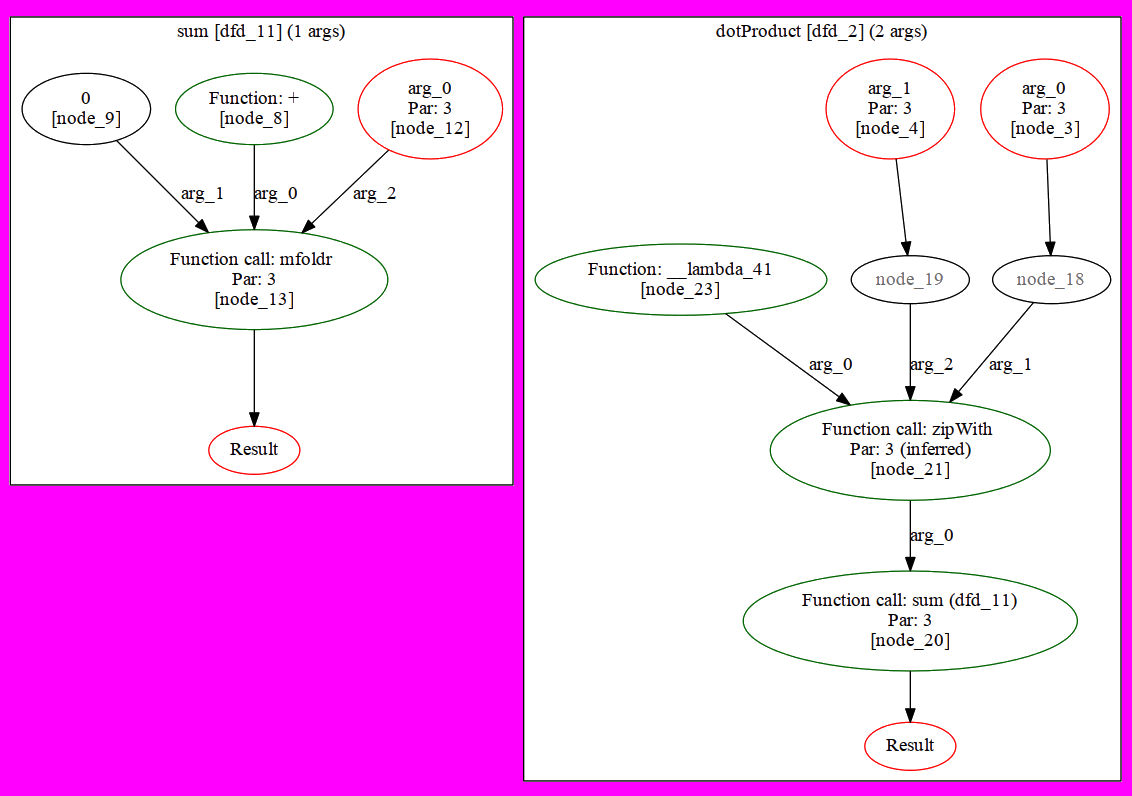 sum [dfd_11] (1 args)
0
[node_9]
Function: +
[node_8]
arg_0
Par: 3
[node_12]
arg_1
arg_0
arg_2
Function call: mfoldr
Par: 3
[node_13]
Result
dotProduct [dfd_2] (2 args)
arg_1
Par: 3
[node_4]
arg_0
Par: 3
[node_3]
Function: __lambda_41
[node_23]
node_19
node_18
arg_0
arg_2
arg_1
Function call: zipWith
Par: 3 (inferred)
[node_21]
arg_0
Function call: sum (dfd_11)
Par: 3
[node_20]
Result